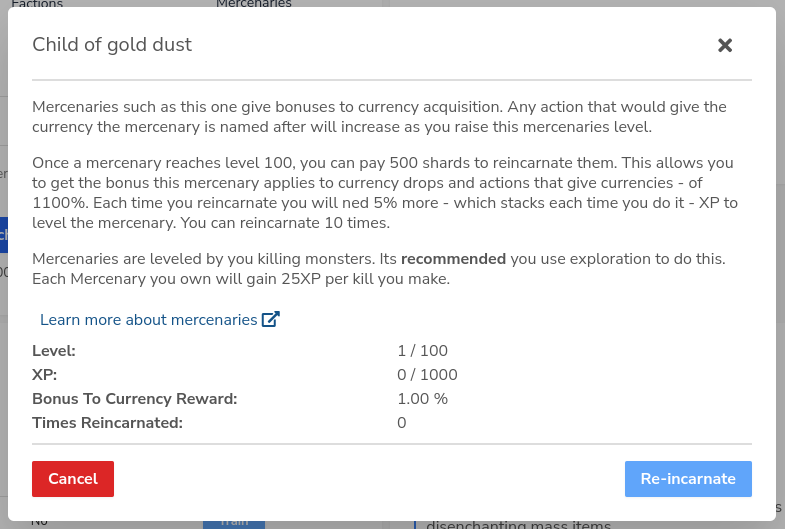 Factions Mercenaries
Child of gold dust
Mercenaries such as this one give bonuses to currency acquisition. Any action that would give the
currency the mercenary is named after will increase as you raise this mercenaries level.
Once a mercenary reaches level 100, you can pay 500 shards to reincarnate them. This allows you
to get the bonus this mercenary applies to currency drops and actions that give currencies - of
1100%. Each time you reincarnate you will ned 5% more - which stacks each time you do it - XP to
level the mercenary. You can reincarnate 10 times.
Mercenaries are leveled by you killing monsters. Its recommended you use exploration to do this.
Each Mercenary you own will gain 25XP per kill you make.
Learn more about mercenaries
Level: 1 / 100
XP: 0 / 1000
Bonus To Currency Reward: 1.00 %
Times Reincarnated: 0
Cancel Re-incarnate
No Train
disenchanting mass items